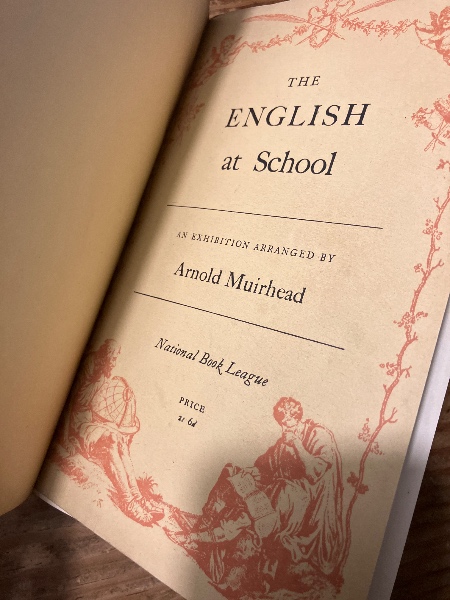 THE
ENGLISH
at School
AN EXHIBITION ARRANGED BY
Arnold Muirhead
National Book League
PRICE
2s 6d